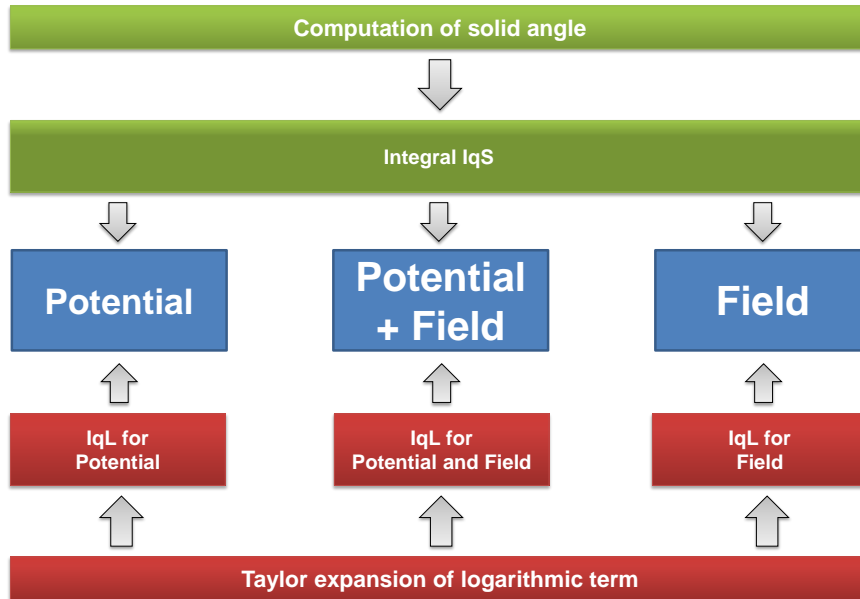 Computation of solid angle
Integral IqS
Potential
Potential
+ Field
Field
IqL for
Potential
IqL for
Potential and Field
IqL for
Field
Taylor expansion of logarithmic term